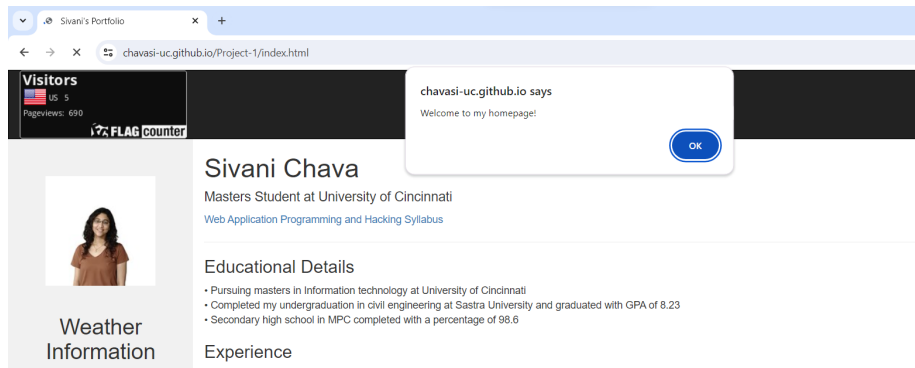 Sivani's Portfolio
chavasi-uc.github.io/Project-1/index.html
Visitors
US 5
Pageviews: 690
FLAG counter
chavasi-uc.github.io says
Welcome to my homepage!
OK
Sivani Chava
Masters Student at University of Cincinnati
Web Application Programming and Hacking Syllabus
Educational Details
• Pursuing masters in Information technology at University of Cincinnati
• Completed my undergraduation in civil engineering at Sastra University and graduated with GPA of 8.23
• Secondary high school in MPC completed with a percentage of 98.6
Weather
Information
Experience